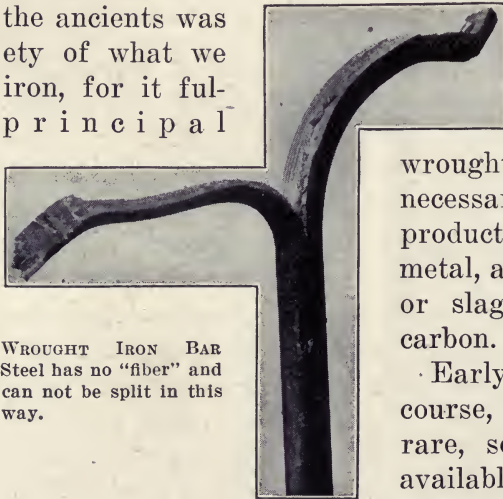 the ancients was
ety of what we
iron, for it ful-
principal
WROUGHT IRON BAR
Steel has no "fiber" and
can not be split in this
way.
wrought
necessar
product
metal, a
or slag
carbon.
Early
course,
rare, s
availabl